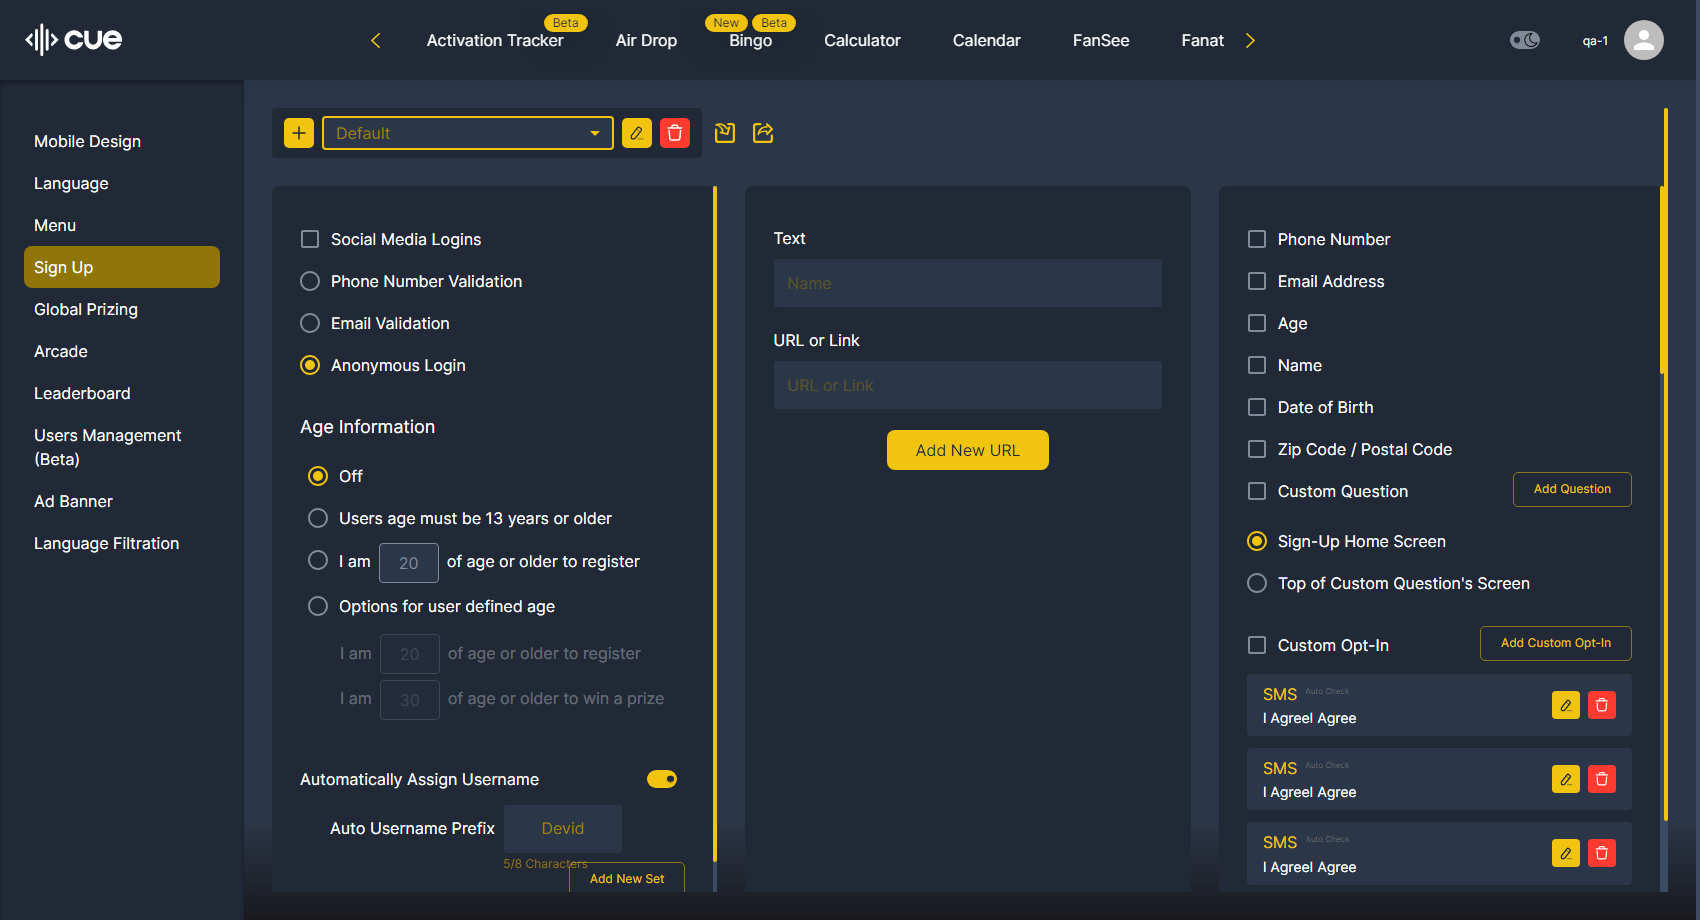 cue
Activation Tracker
Beta
Air Drop
New
Beta
Bingo
Calculator
Calendar
FanSee
Fanat
qa-1
Mobile Design
Language
Menu
Sign Up
Global Prizing
Arcade
Leaderboard
Users Management
(Beta)
Ad Banner
Language Filtration
Default
Social Media Logins
Phone Number Validation
Email Validation
Anonymous Login
Age Information
Off
Users age must be 13 years or older
I am 20 of age or older to register
Options for user defined age
I am 20 of age or older to register
I am 30 of age or older to win a prize
Automatically Assign Username
Auto Username Prefix Devid
5/8 Characters
Add New Set
Text
Name
URL or Link
URL or Link
Add New URL
Phone Number
Email Address
Age
Name
Date of Birth
Zip Code / Postal Code
Custom Question
Add Question
Sign-Up Home Screen
Top of Custom Question's Screen
Custom Opt-In
Add Custom Opt-In
SMS Auto Check
I AgreeI Agree
SMS Auto Check
I AgreeI Agree
SMS Auto Check
I AgreeI Agree